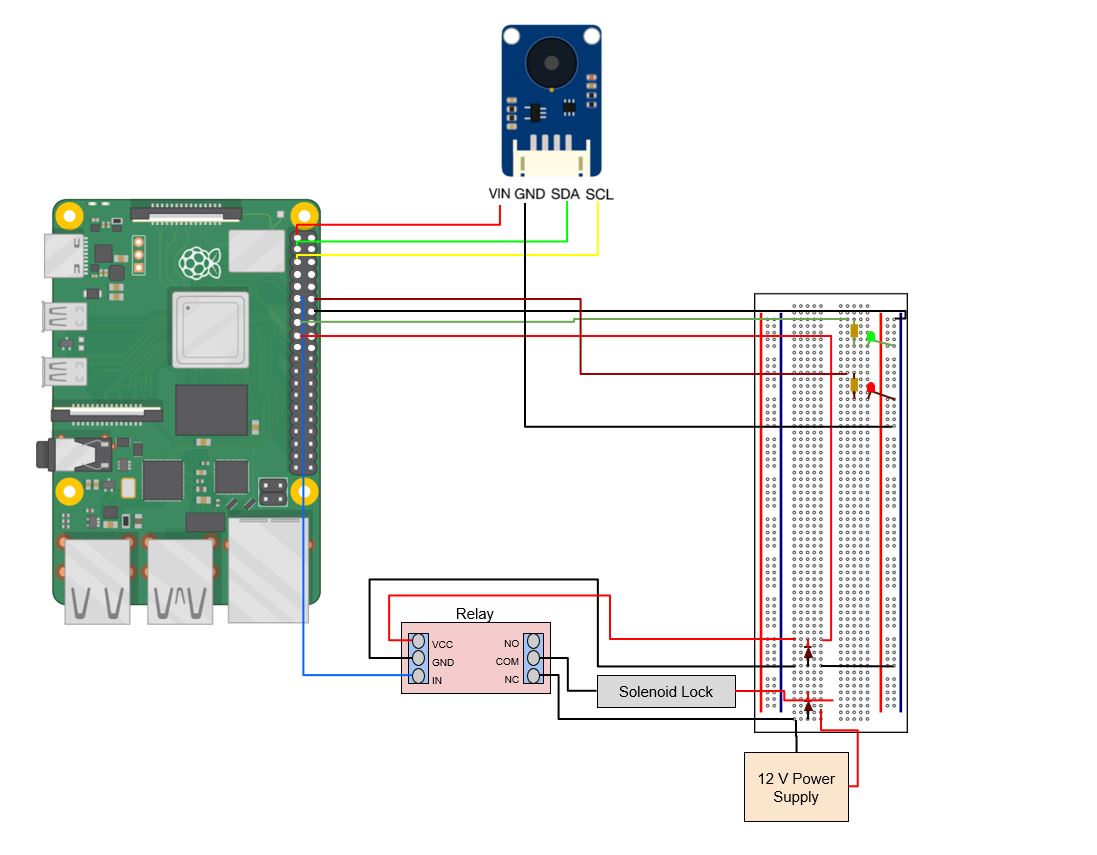 VIN GND SDA SCL
Relay
VCC
GND
IN
NO
COM
NC
Solenoid Lock
12 V Power
Supply